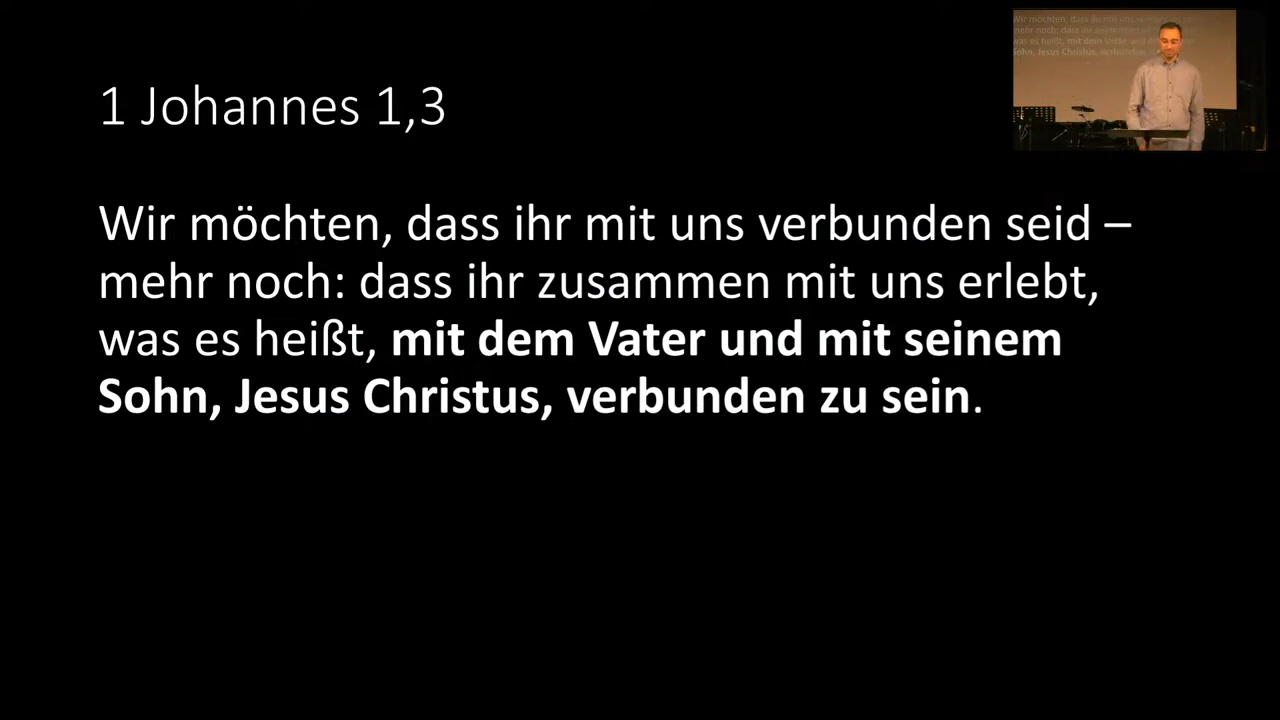 1 Johannes 1,3
Wir möchten, dass ihr mit uns verbunden seid –
mehr noch: dass ihr zusammen mit uns erlebt,
was es heißt, mit dem Vater und mit seinem
Sohn, Jesus Christus, verbunden zu sein.